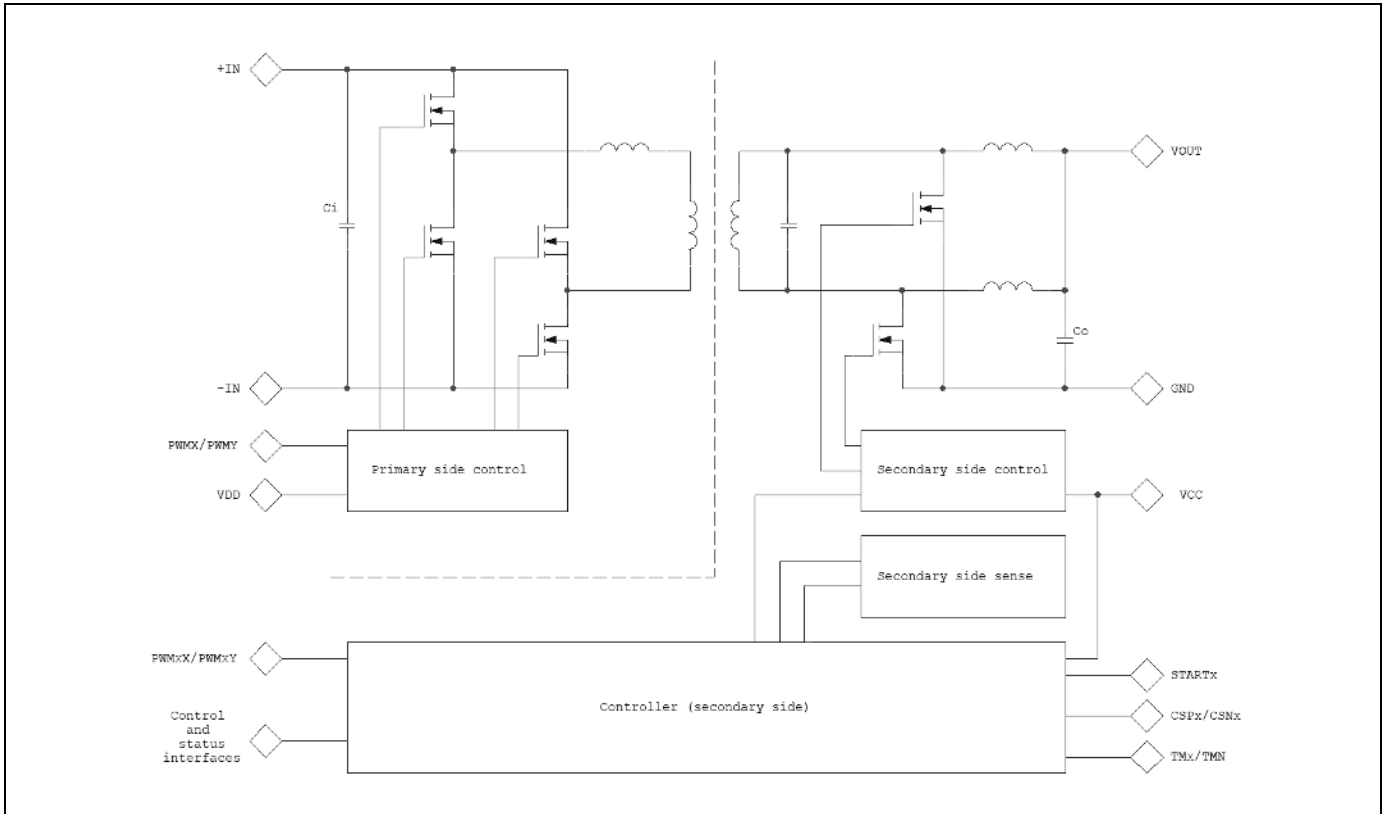 +IN
VOUT
Ci
Co
-IN
GND
PWMX/PWMY
Primary side control
Secondary side control
VDD
VCC
Secondary side sense
PWMxX/PWMxY
STARTx
Controller (secondary side)
CSPx/CSNx
Control
and
status
interfaces
TMx/TMN